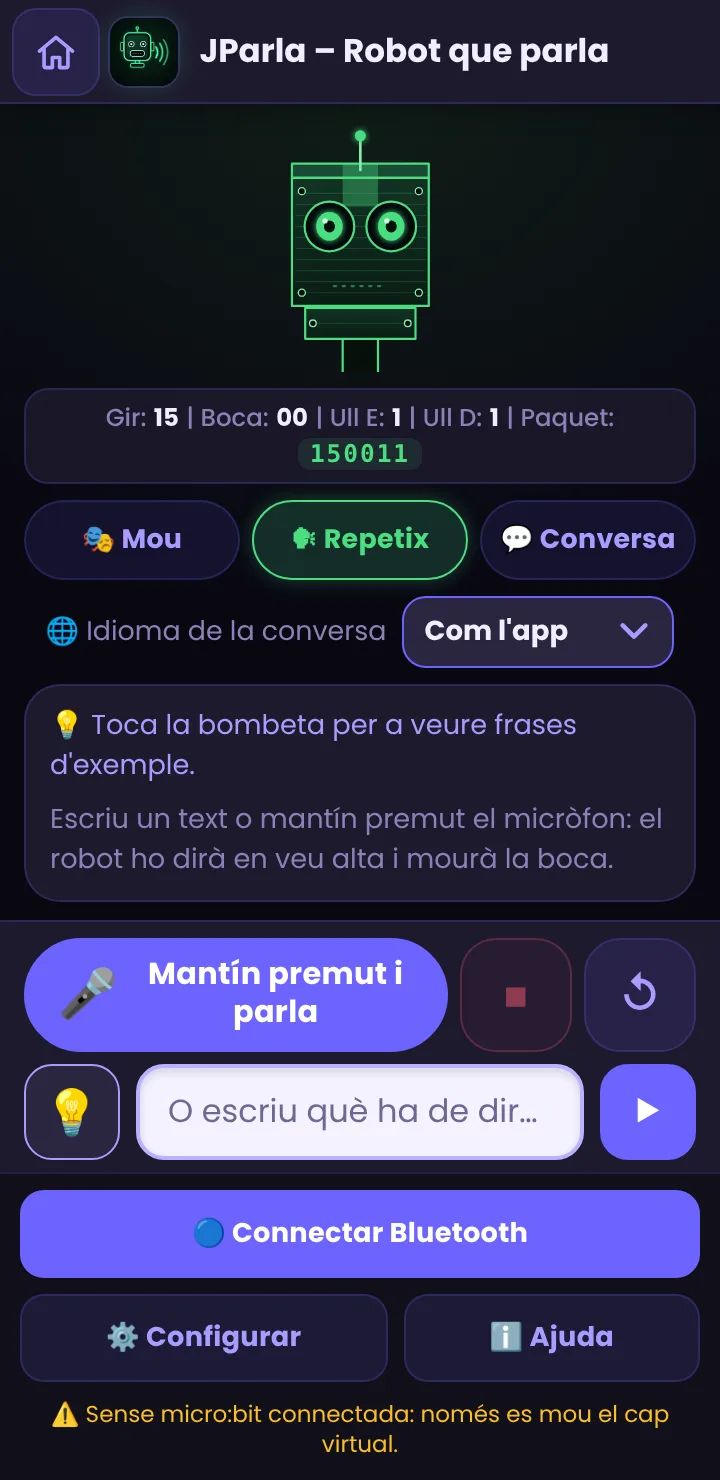 JParla – Robot que parla
Gir: 15 | Boca: 00 | Ull E: 1 | Ull D: 1 | Paquet:
150011
🎭 Mou
🗣 Repetix
💬 Conversa
🌐 Idioma de la conversa
Com l'app
💡 Toca la bombeta per a veure frases
d'exemple.
Escriu un text o mantín premut el micròfon: el
robot ho dirà en veu alta i mourà la boca.
🎤 Mantín premut i
parla
O escriu què ha de dir…
🔵 Connectar Bluetooth
⚙️ Configurar
ℹ️ Ajuda
⚠️ Sense micro:bit connectada: només es mou el cap
virtual.